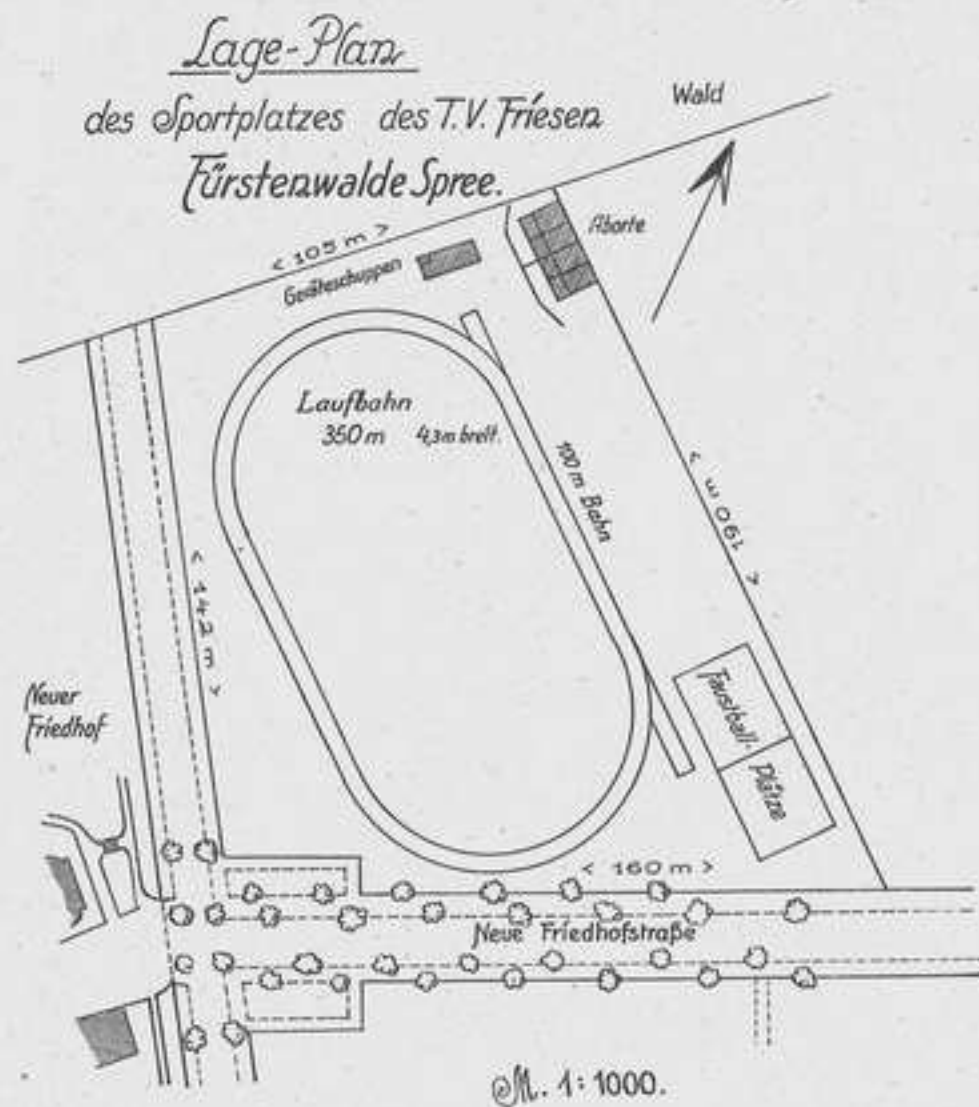 Lage-Plan
des Sportplatzes des T.V. Friesen
Fürstenwalde Spree.
Wald
< 105 m >
Geräteschuppen
Aborte
Laufbahn
350 m 4,3m breit.
100 m Bahn
< 190 m >
< 142 m >
Neuer
Friedhof
Faustball-
Plätze
< 160 m >
Neue Friedhofstraße
M. 1:1000.